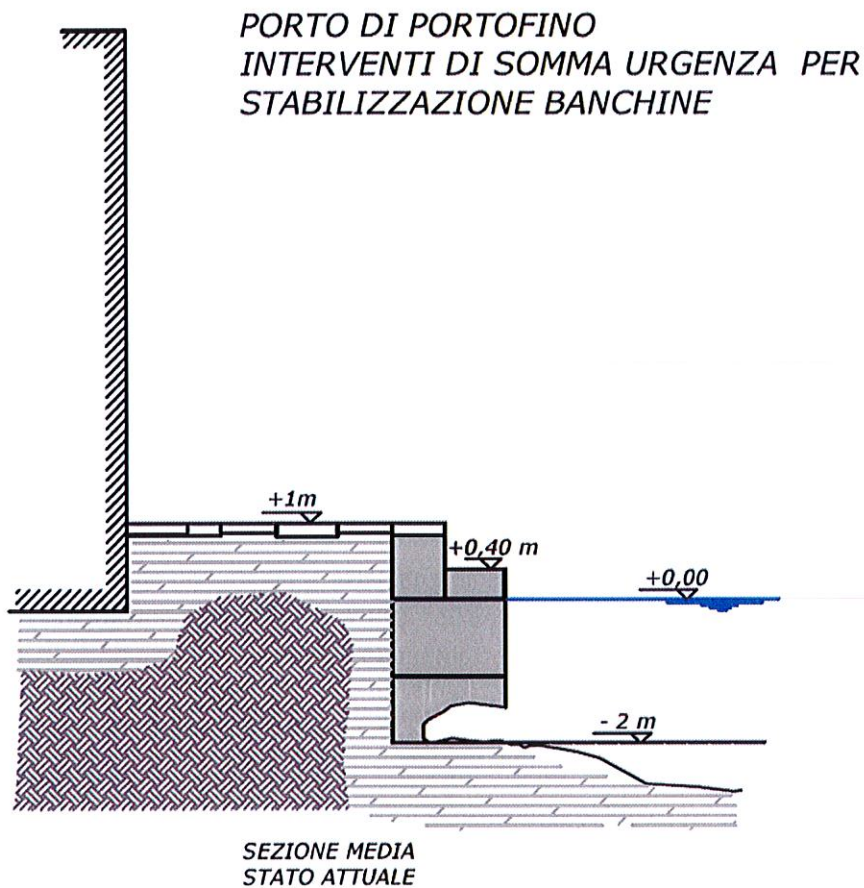 PORTO DI PORTOFINO
INTERVENTI DI SOMMA URGENZA PER
STABILIZZAZIONE BANCHINE
+1m
+0,40 m
+0,00
- 2 m
SEZIONE MEDIA
STATO ATTUALE